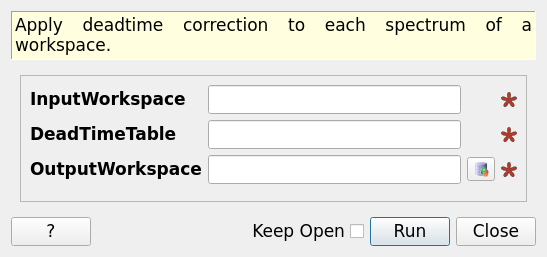 Apply deadtime correction to each spectrum of a
workspace.
InputWorkspace
DeadTimeTable
OutputWorkspace
? Keep Open Run Close